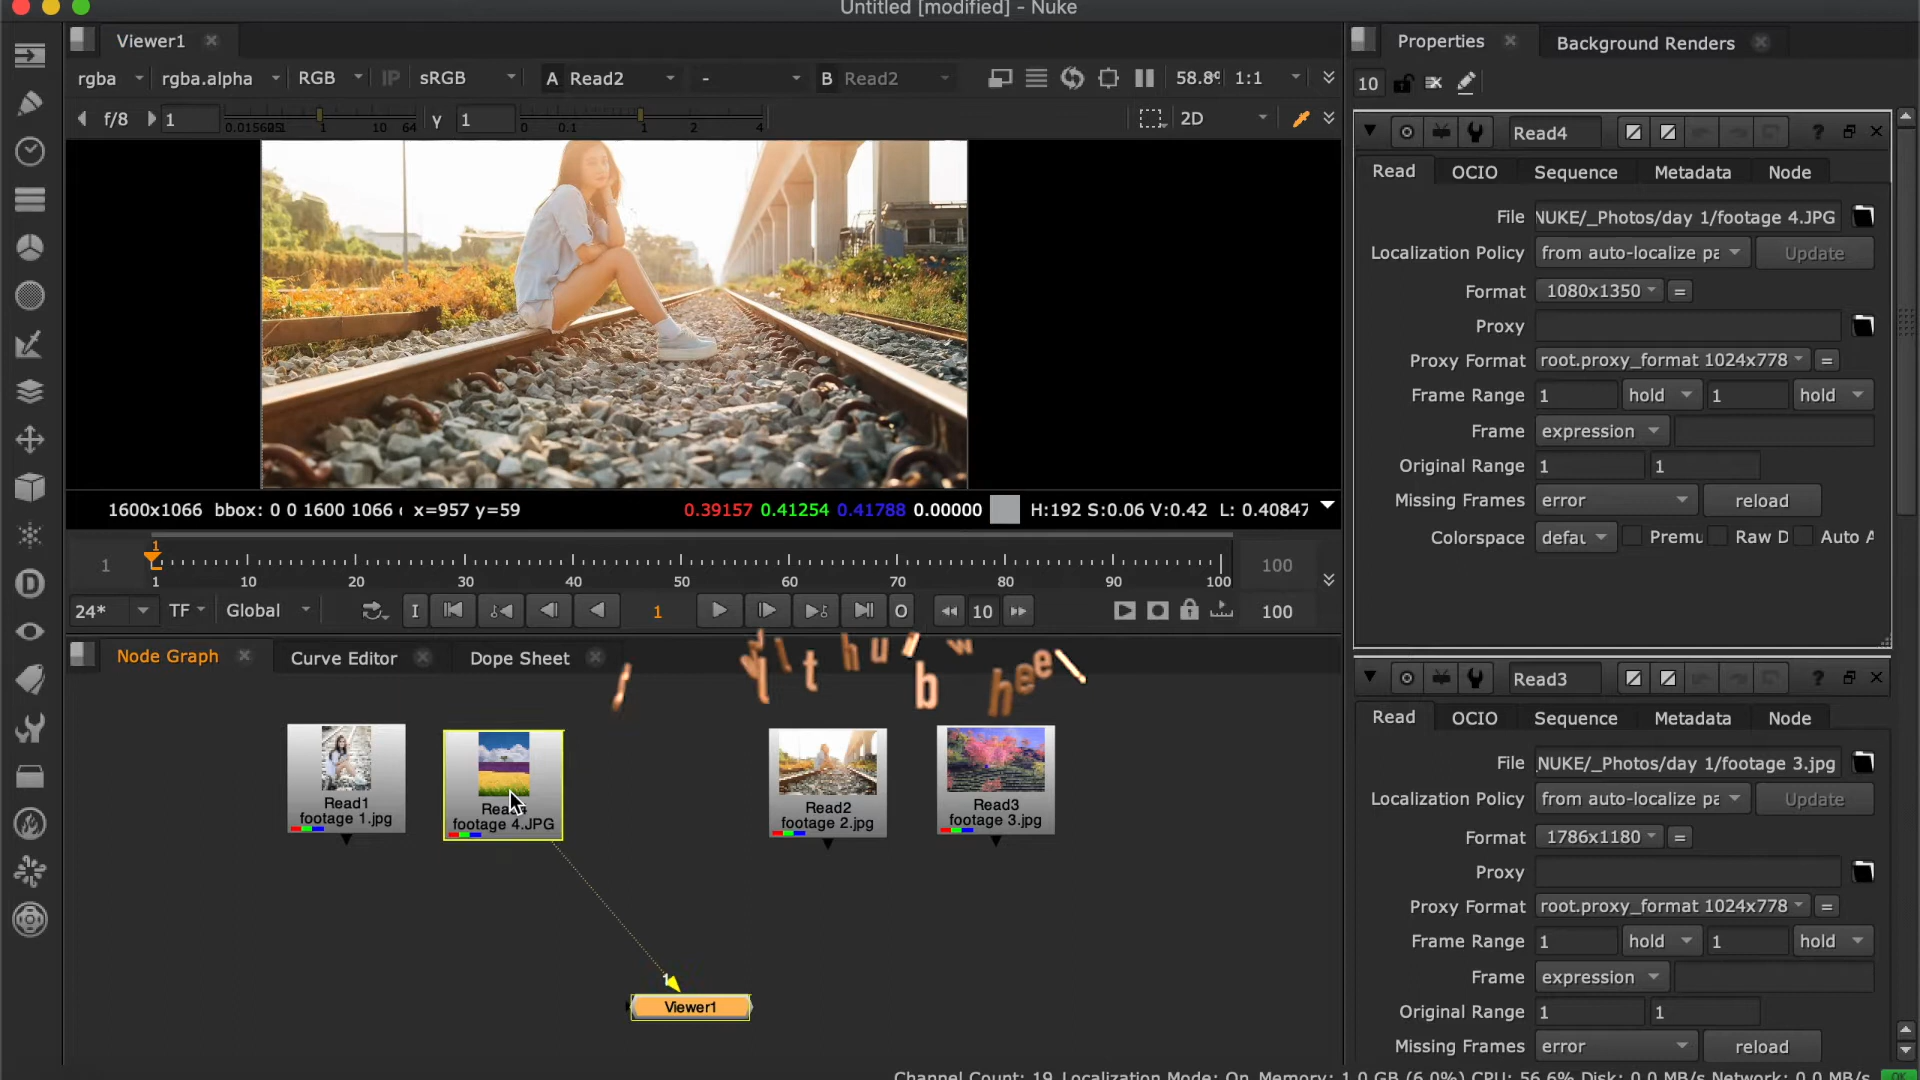 Untitled [modified] - Nuke
Viewer1
Properties
Background Renders
rgba rgba.alpha RGB IP sRGB A Read2 - B Read2 58.8% 1:1
10
f/8 1 1 10 64 γ 1 0 0.1 1 2 4 2D
Read4
Read OCIO Sequence Metadata Node
File NUKE/_Photos/day 1/footage 4.JPG
Localization Policy from auto-localize pa Update
Format 1080x1350 =
Proxy
Proxy Format root.proxy_format 1024x778 =
Frame Range 1 hold 1 hold
Frame expression
Original Range 1 1
Missing Frames error reload
Colorspace defau Premu Raw D Auto A
1600x1066 bbox: 0 0 1600 1066 x=957 y=59 0.39157 0.41254 0.41788 0.00000 H:192 S:0.06 V:0.42 L: 0.40847
1 1 1 10 20 30 40 50 60 70 80 90 100 100
24* TF Global I 1 O 10 100
Node Graph Curve Editor Dope Sheet
Read1
footage 1.jpg
footage 4.JPG
Read2
footage 2.jpg
Read3
footage 3.jpg
1
Viewer1
Read3
Read OCIO Sequence Metadata Node
File NUKE/_Photos/day 1/footage 3.jpg
Localization Policy from auto-localize pa Update
Format 1786x1180 =
Proxy
Proxy Format root.proxy_format 1024x778 =
Frame Range 1 hold 1 hold
Frame expression
Original Range 1 1
Missing Frames error reload
Channel Count: 19 Localization Mode: On Memory: 1.0 GB (6.0%) CPU: 56.6% Disk: 0.0 MB/s Network: 0.0 MB/s OK